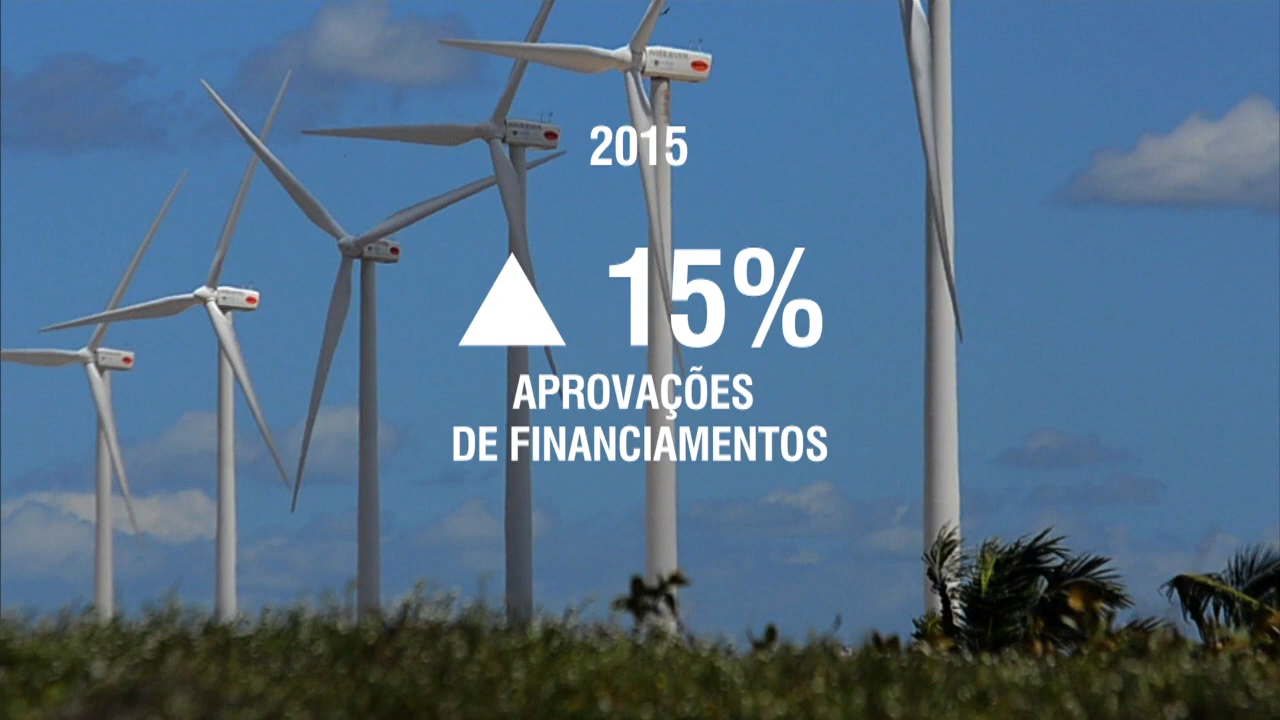 2015
▲ 15%
APROVAÇÕES
DE FINANCIAMENTOS